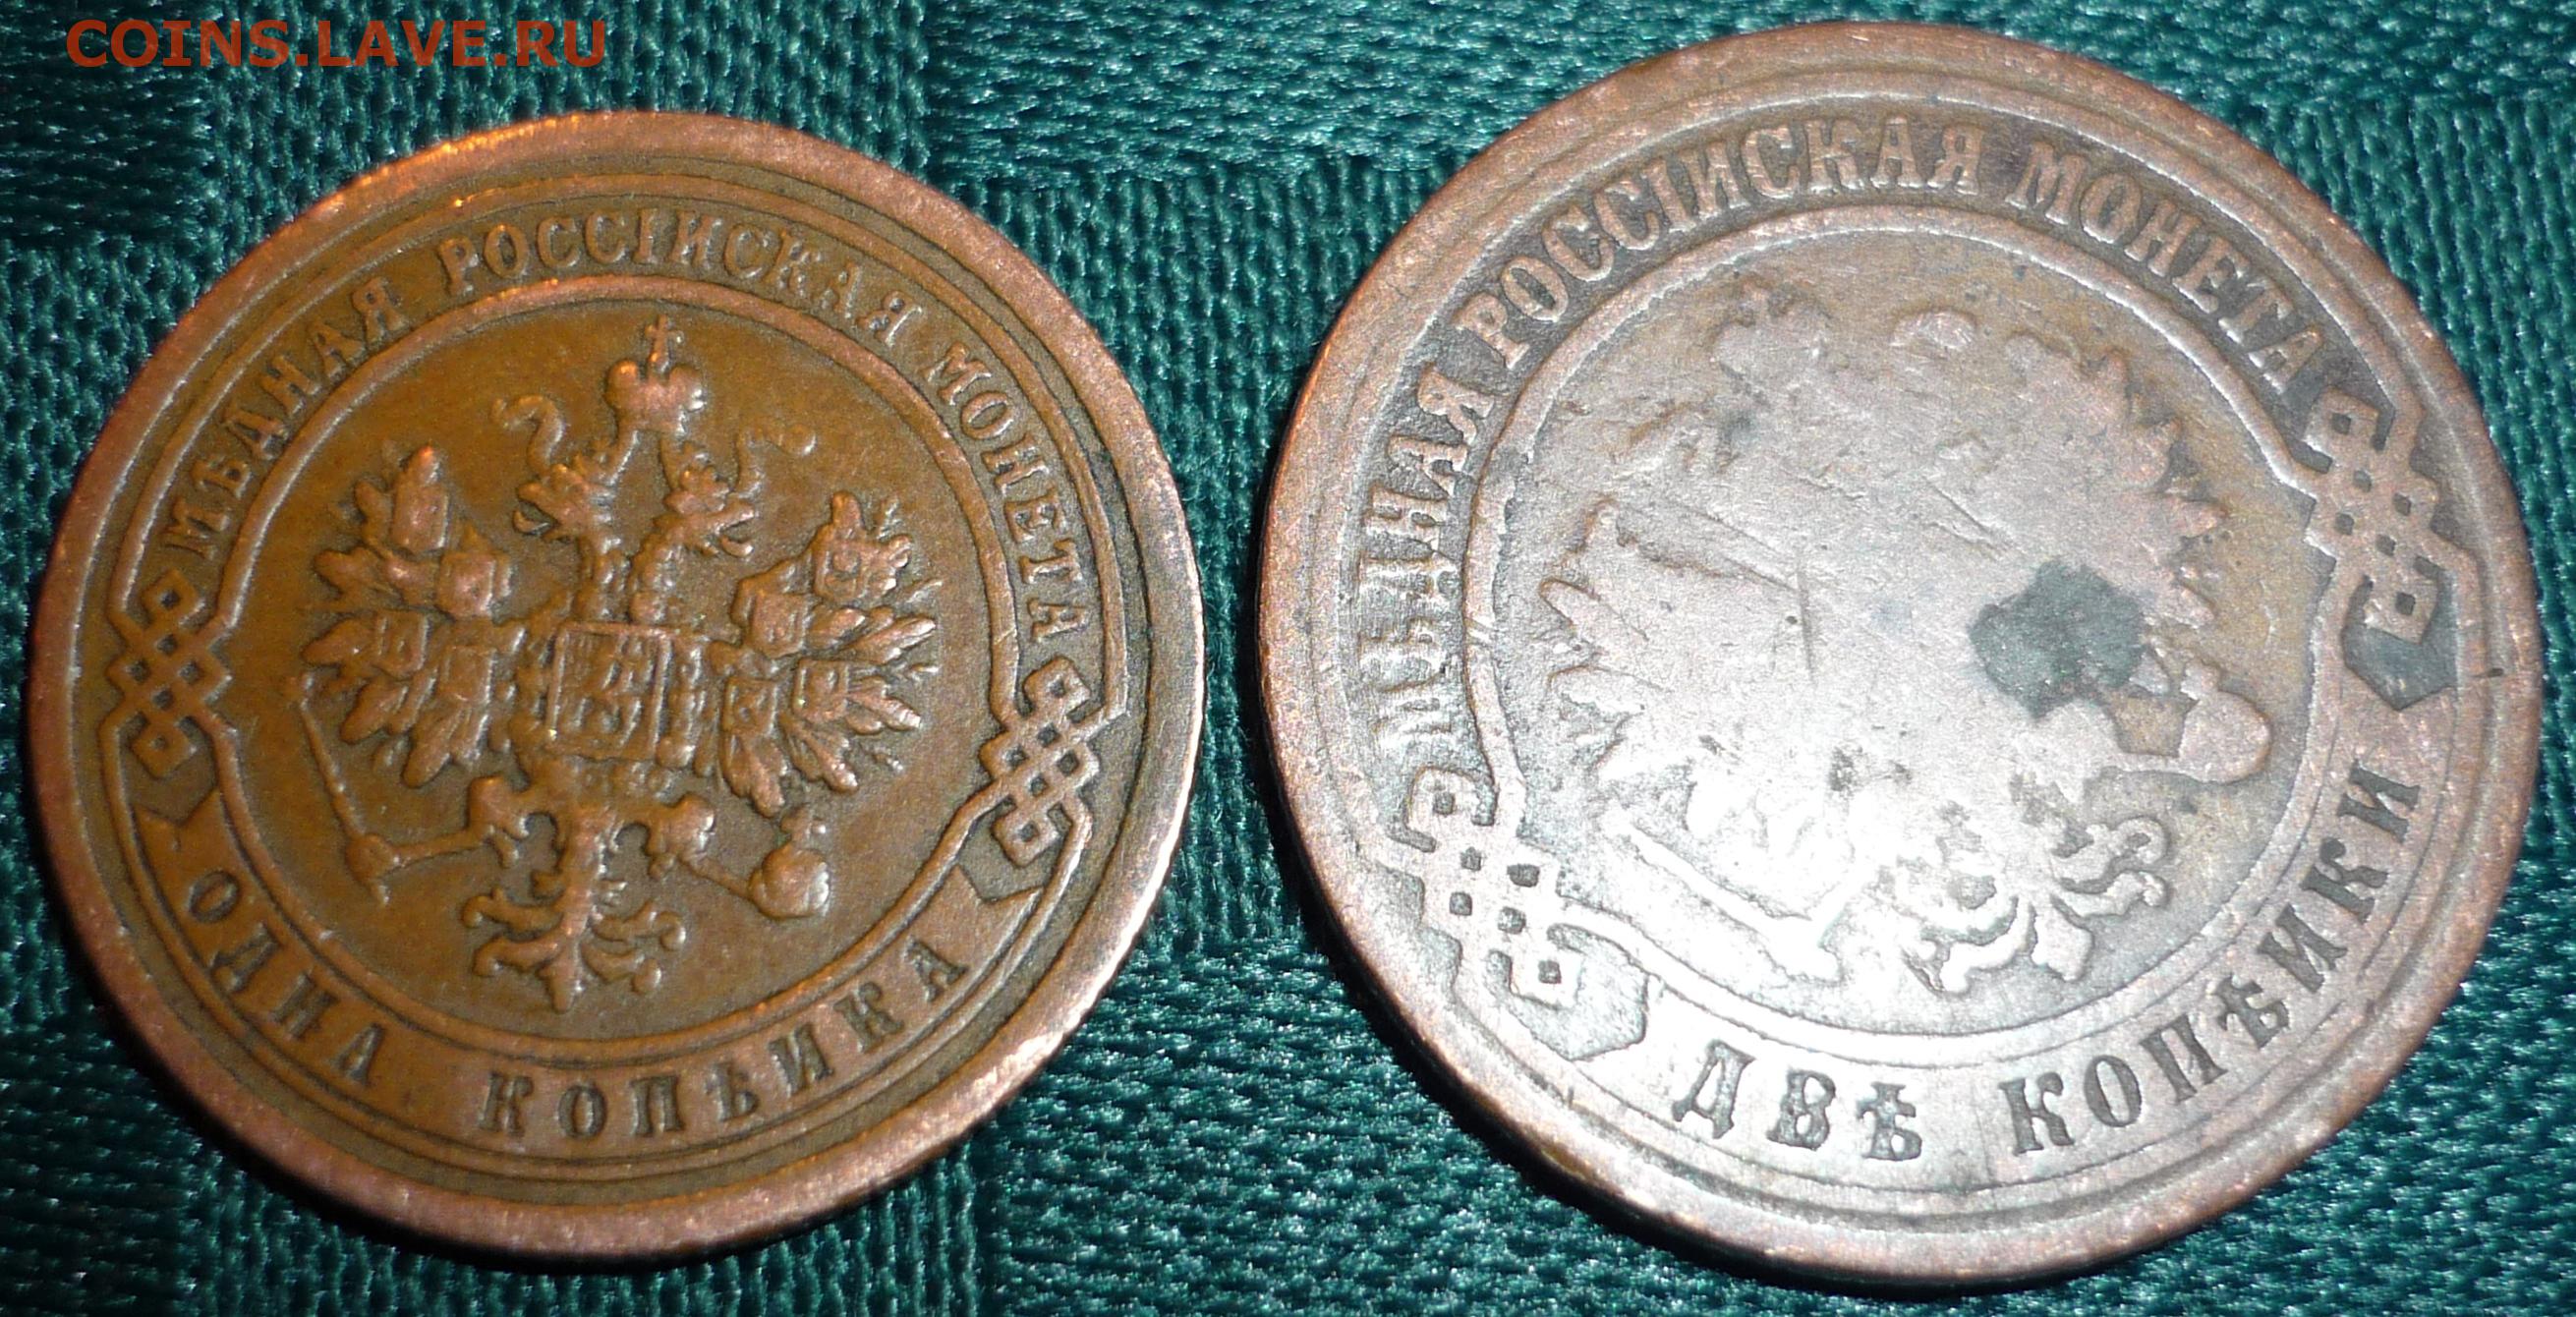 COINS.LAVE.RU
МѢДНАЯ РОССІЙСКАЯ МОНЕТА
ОДНА КОПѢЙКА
МѢДНАЯ РОССІЙСКАЯ МОНЕТА
ДВѢ КОПѢЙКИ